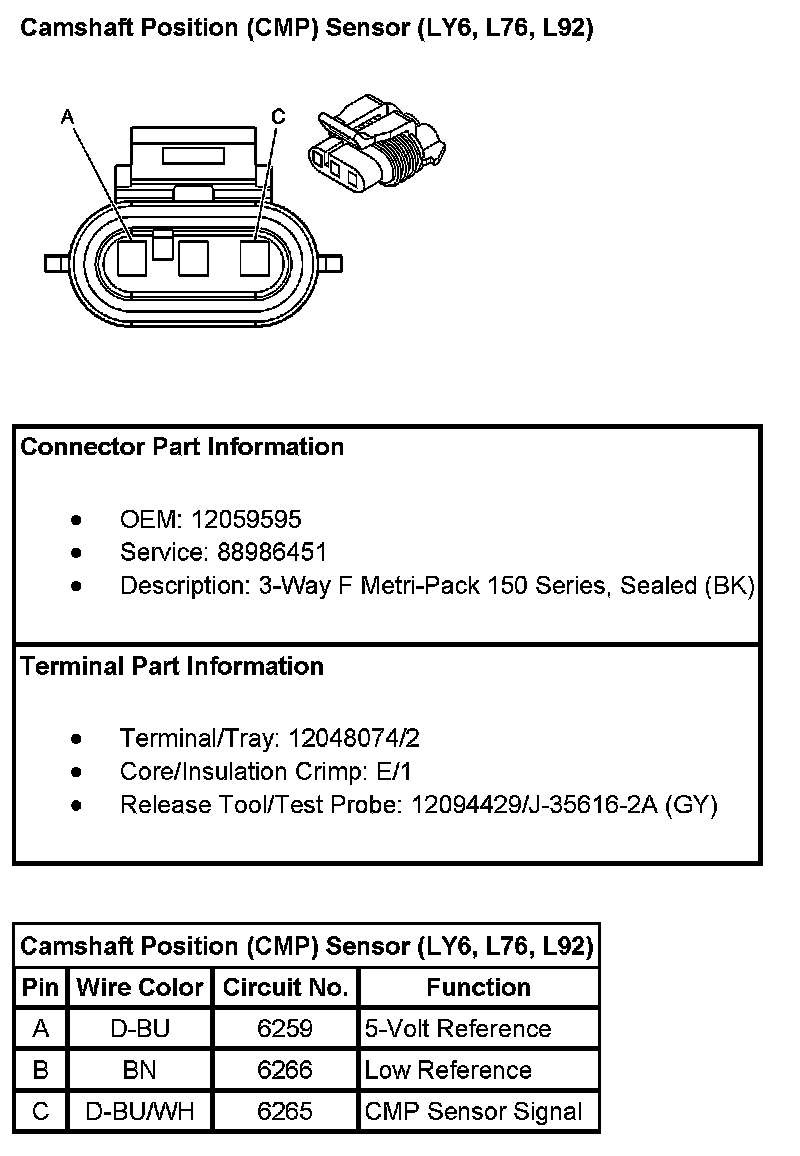 Camshaft Position (CMP) Sensor (LY6, L76, L92)
A C
Connector Part Information
• OEM: 12059595
• Service: 88986451
• Description: 3-Way F Metri-Pack 150 Series, Sealed (BK)
Terminal Part Information
• Terminal/Tray: 12048074/2
• Core/Insulation Crimp: E/1
• Release Tool/Test Probe: 12094429/J-35616-2A (GY)
Camshaft Position (CMP) Sensor (LY6, L76, L92)
Pin Wire Color Circuit No. Function
A D-BU 6259 5-Volt Reference
B BN 6266 Low Reference
C D-BU/WH 6265 CMP Sensor Signal